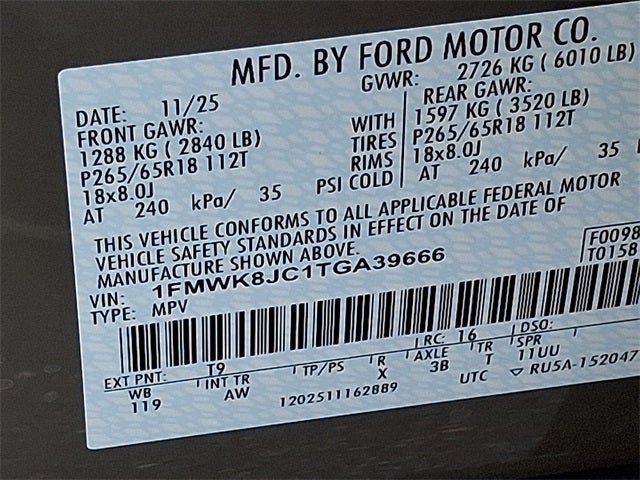 MFD. BY FORD MOTOR CO.
DATE: 11/25
GVWR: 2726 KG ( 6010 LB)
FRONT GAWR:
1288 KG ( 2840 LB)
P265/65R18 112T
18x8.0J
AT 240 kPa/ 35
WITH
TIRES
RIMS
PSI COLD
REAR GAWR:
1597 KG ( 3520 LB)
P265/65R18 112T
18x8.0J
AT 240 kPa/ 35
THIS VEHICLE CONFORMS TO ALL APPLICABLE FEDERAL MOTOR
VEHICLE SAFETY STANDARDS IN EFFECT ON THE DATE OF
MANUFACTURE SHOWN ABOVE.
F0098
T0158
VIN: 1FMWK8JC1TGA39666
TYPE: MPV
EXT PNT: T9 RC: 16 DSO:
WB INT TR TP/PS R AXLE TR SPR
119 AW X 3B T 11UU
1202511162889 UTC ▽ RU5A-152047